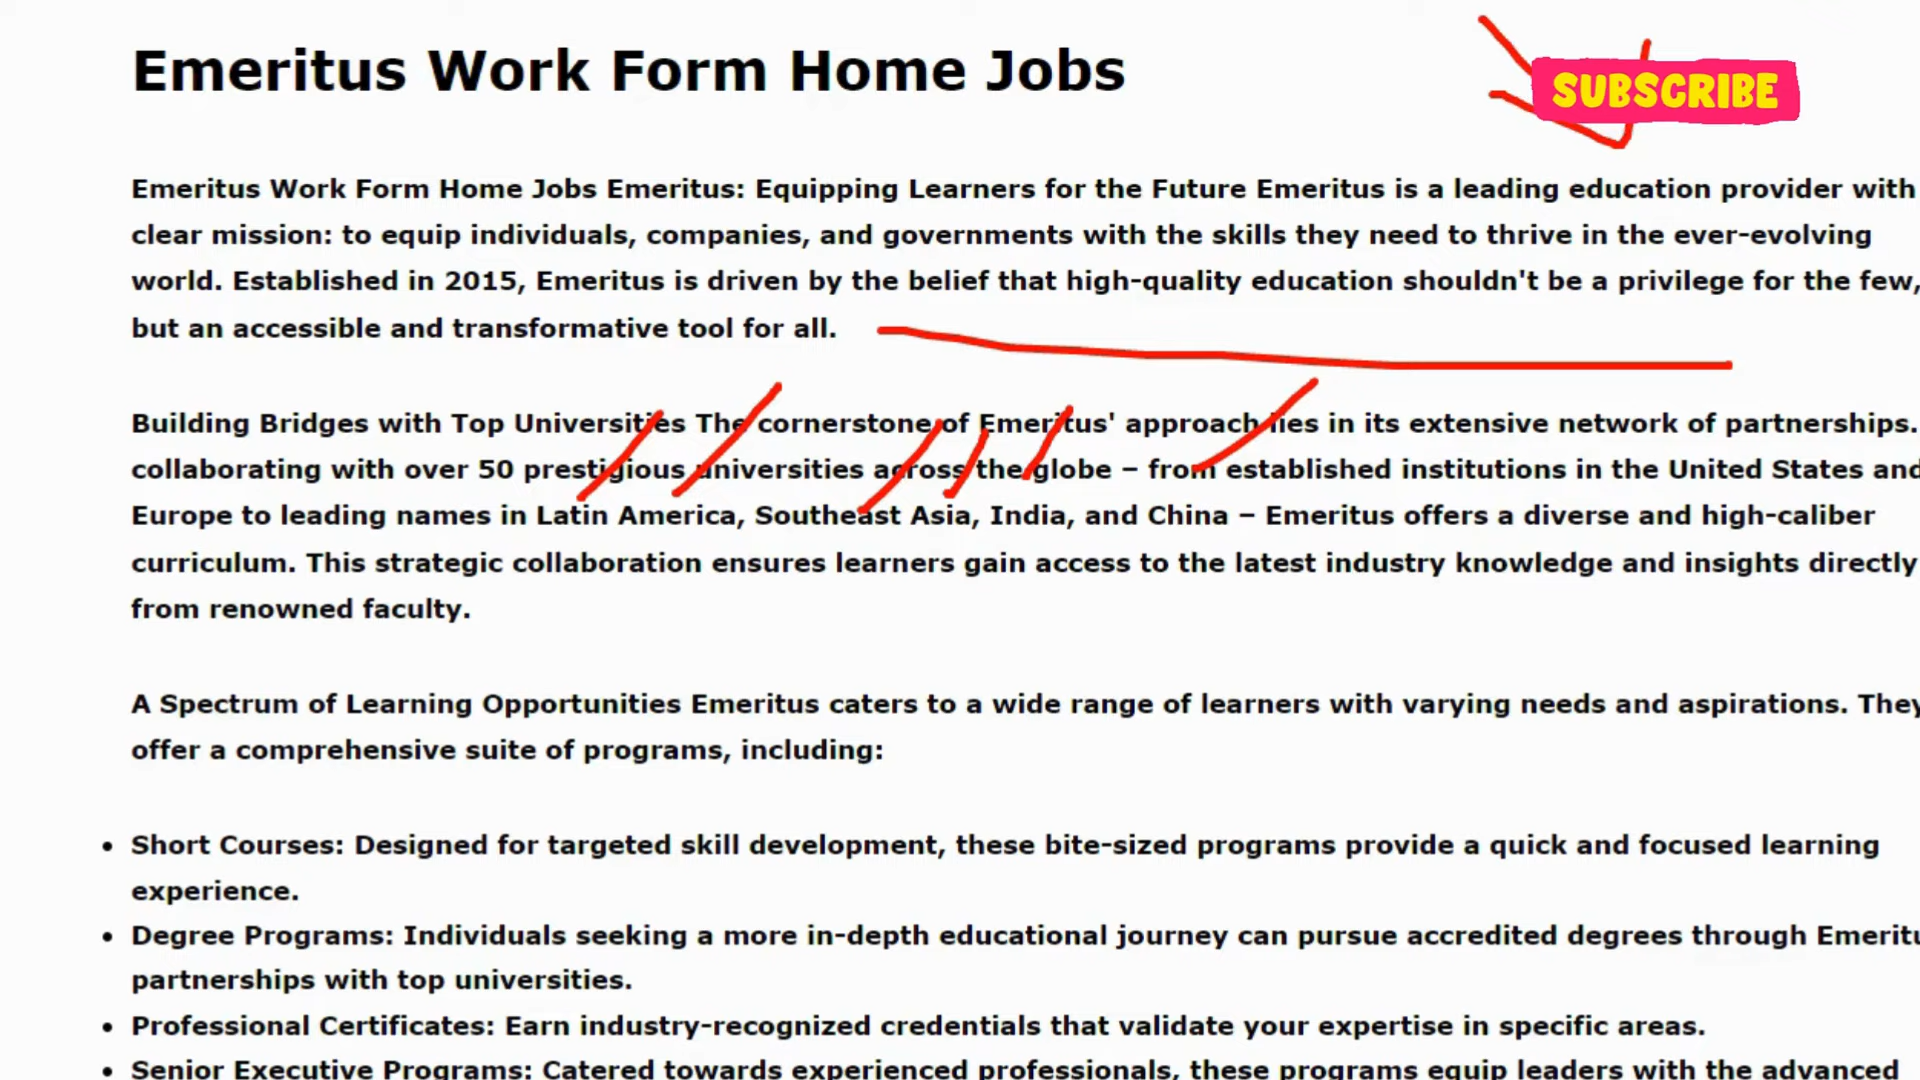 Emeritus Work Form Home Jobs
SUBSCRIBE
Emeritus Work Form Home Jobs Emeritus: Equipping Learners for the Future Emeritus is a leading education provider with
clear mission: to equip individuals, companies, and governments with the skills they need to thrive in the ever-evolving
world. Established in 2015, Emeritus is driven by the belief that high-quality education shouldn't be a privilege for the few,
but an accessible and transformative tool for all.
Building Bridges with Top Universities The cornerstone of Emeritus' approach lies in its extensive network of partnerships.
collaborating with over 50 prestigious universities across the globe – from established institutions in the United States and
Europe to leading names in Latin America, Southeast Asia, India, and China – Emeritus offers a diverse and high-caliber
curriculum. This strategic collaboration ensures learners gain access to the latest industry knowledge and insights directly
from renowned faculty.
A Spectrum of Learning Opportunities Emeritus caters to a wide range of learners with varying needs and aspirations. They
offer a comprehensive suite of programs, including:
• Short Courses: Designed for targeted skill development, these bite-sized programs provide a quick and focused learning
experience.
• Degree Programs: Individuals seeking a more in-depth educational journey can pursue accredited degrees through Emeritu
partnerships with top universities.
• Professional Certificates: Earn industry-recognized credentials that validate your expertise in specific areas.
• Senior Executive Programs: Catered towards experienced professionals, these programs equip leaders with the advanced